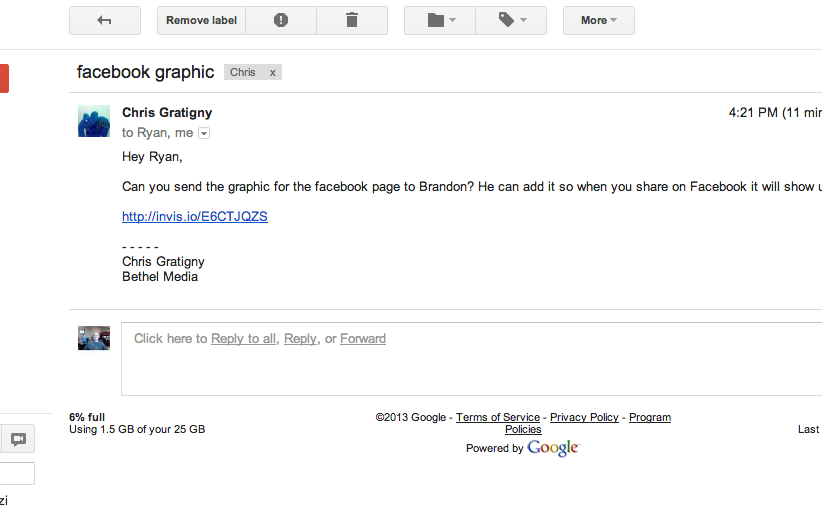 Remove label
More
facebook graphic Chris x
Chris Gratigny 4:21 PM (11 min
to Ryan, me
Hey Ryan,
Can you send the graphic for the facebook page to Brandon? He can add it so when you share on Facebook it will show
http://invis.io/E6CTJQZS
- - - - -
Chris Gratigny
Bethel Media
Click here to Reply to all, Reply, or Forward
6% full
Using 1.5 GB of your 25 GB
©2013 Google - Terms of Service - Privacy Policy - Program
Policies
Last
Powered by Google
zi